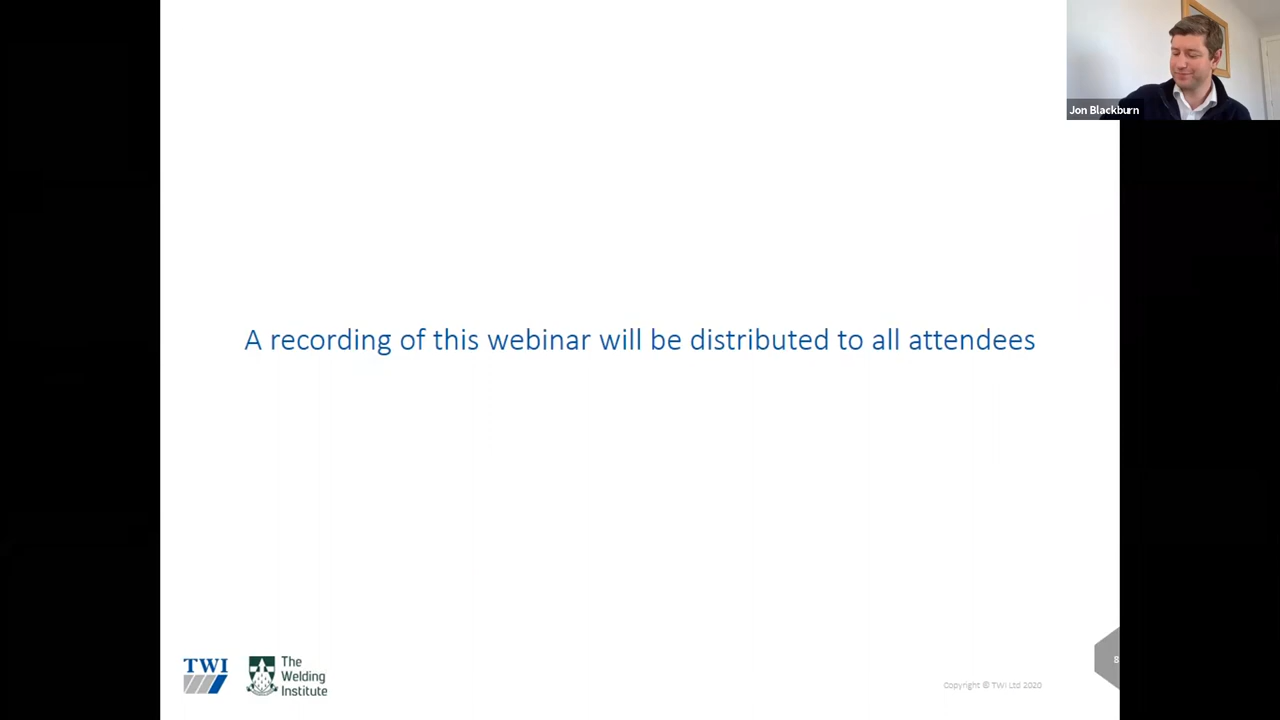 Jon Blackburn
A recording of this webinar will be distributed to all attendees
TWI
The
Welding
Institute
Copyright © TWI Ltd 2020
8